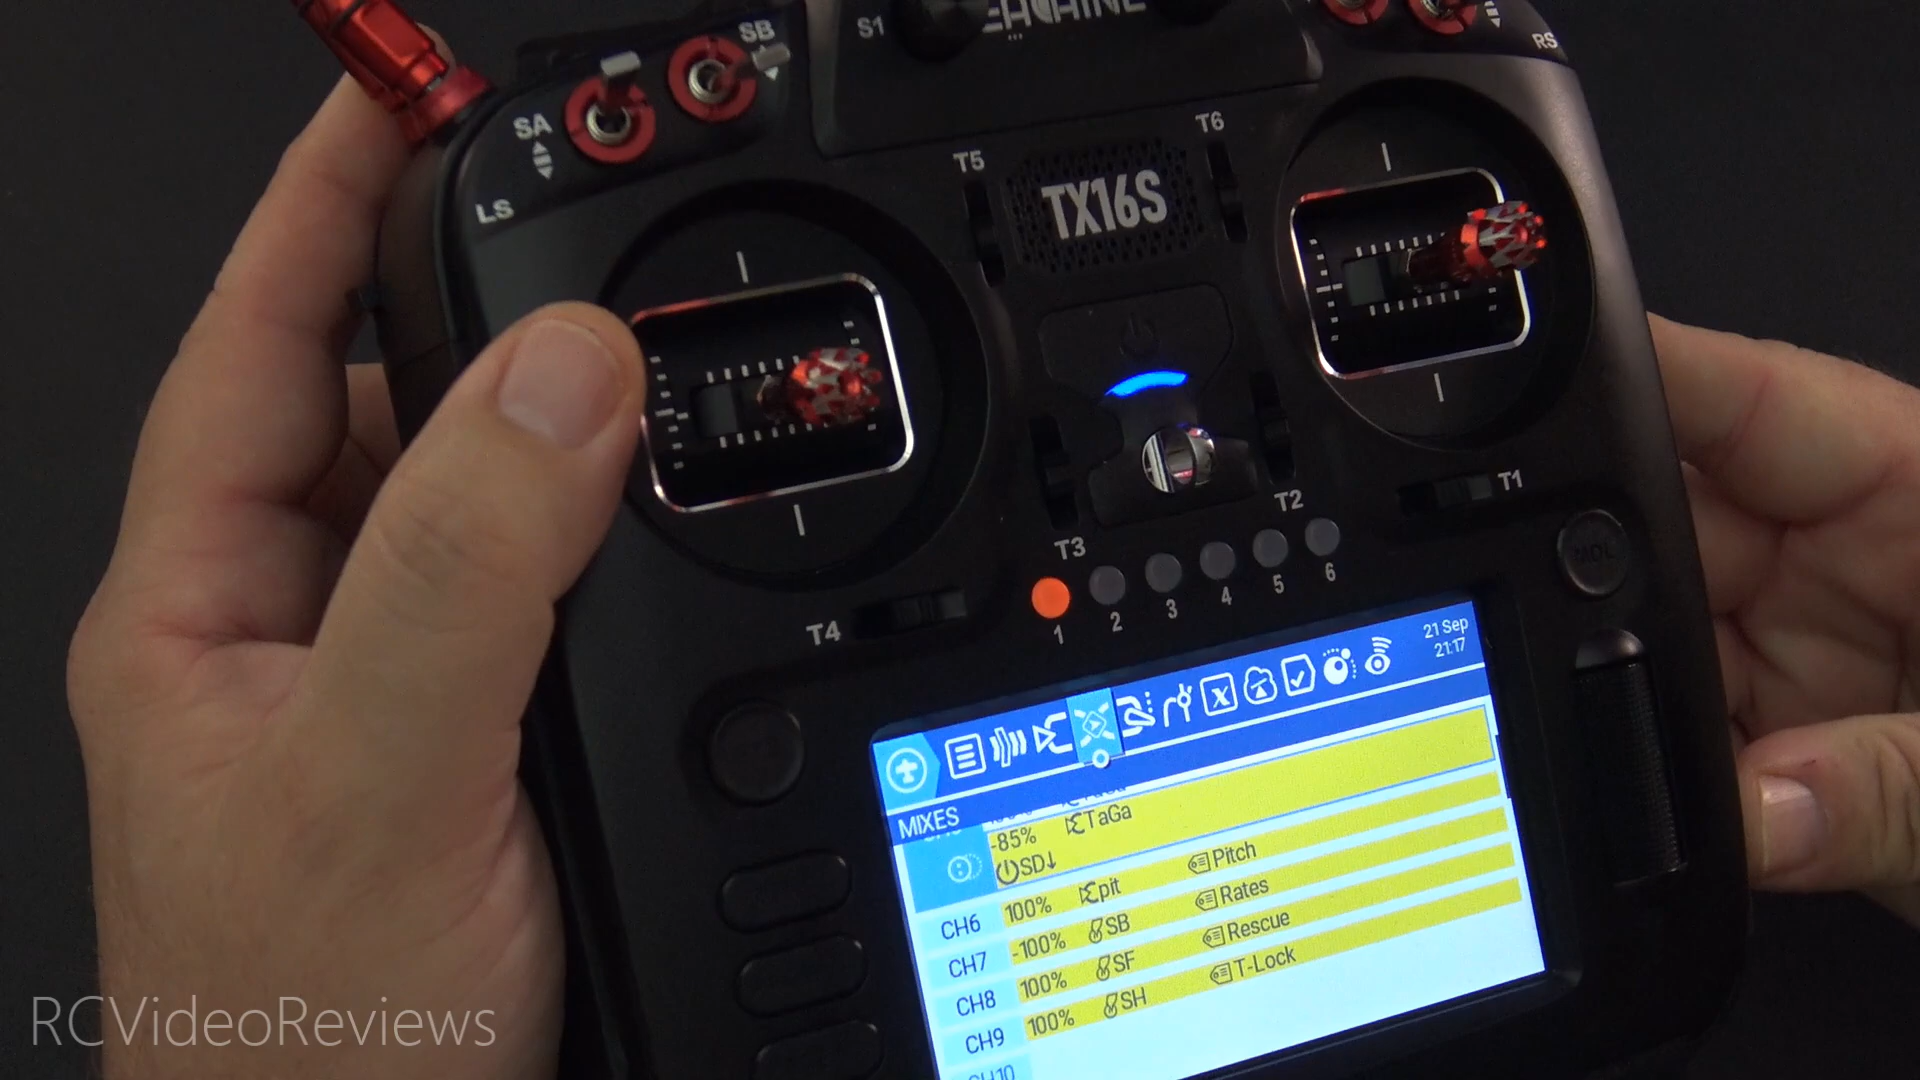 S1
SB
SA
LS
RS
T5
T6
TX16S
T1
T2
T3
T4
1 2 3 4 5 6
MDL
21 Sep
21:17
MIXES
-85% TaGa
SD↓
CH6 100% pit Pitch
CH7 -100% SB Rates
CH8 100% SF Rescue
CH9 100% SH T-Lock
CH10
RCVideoReviews